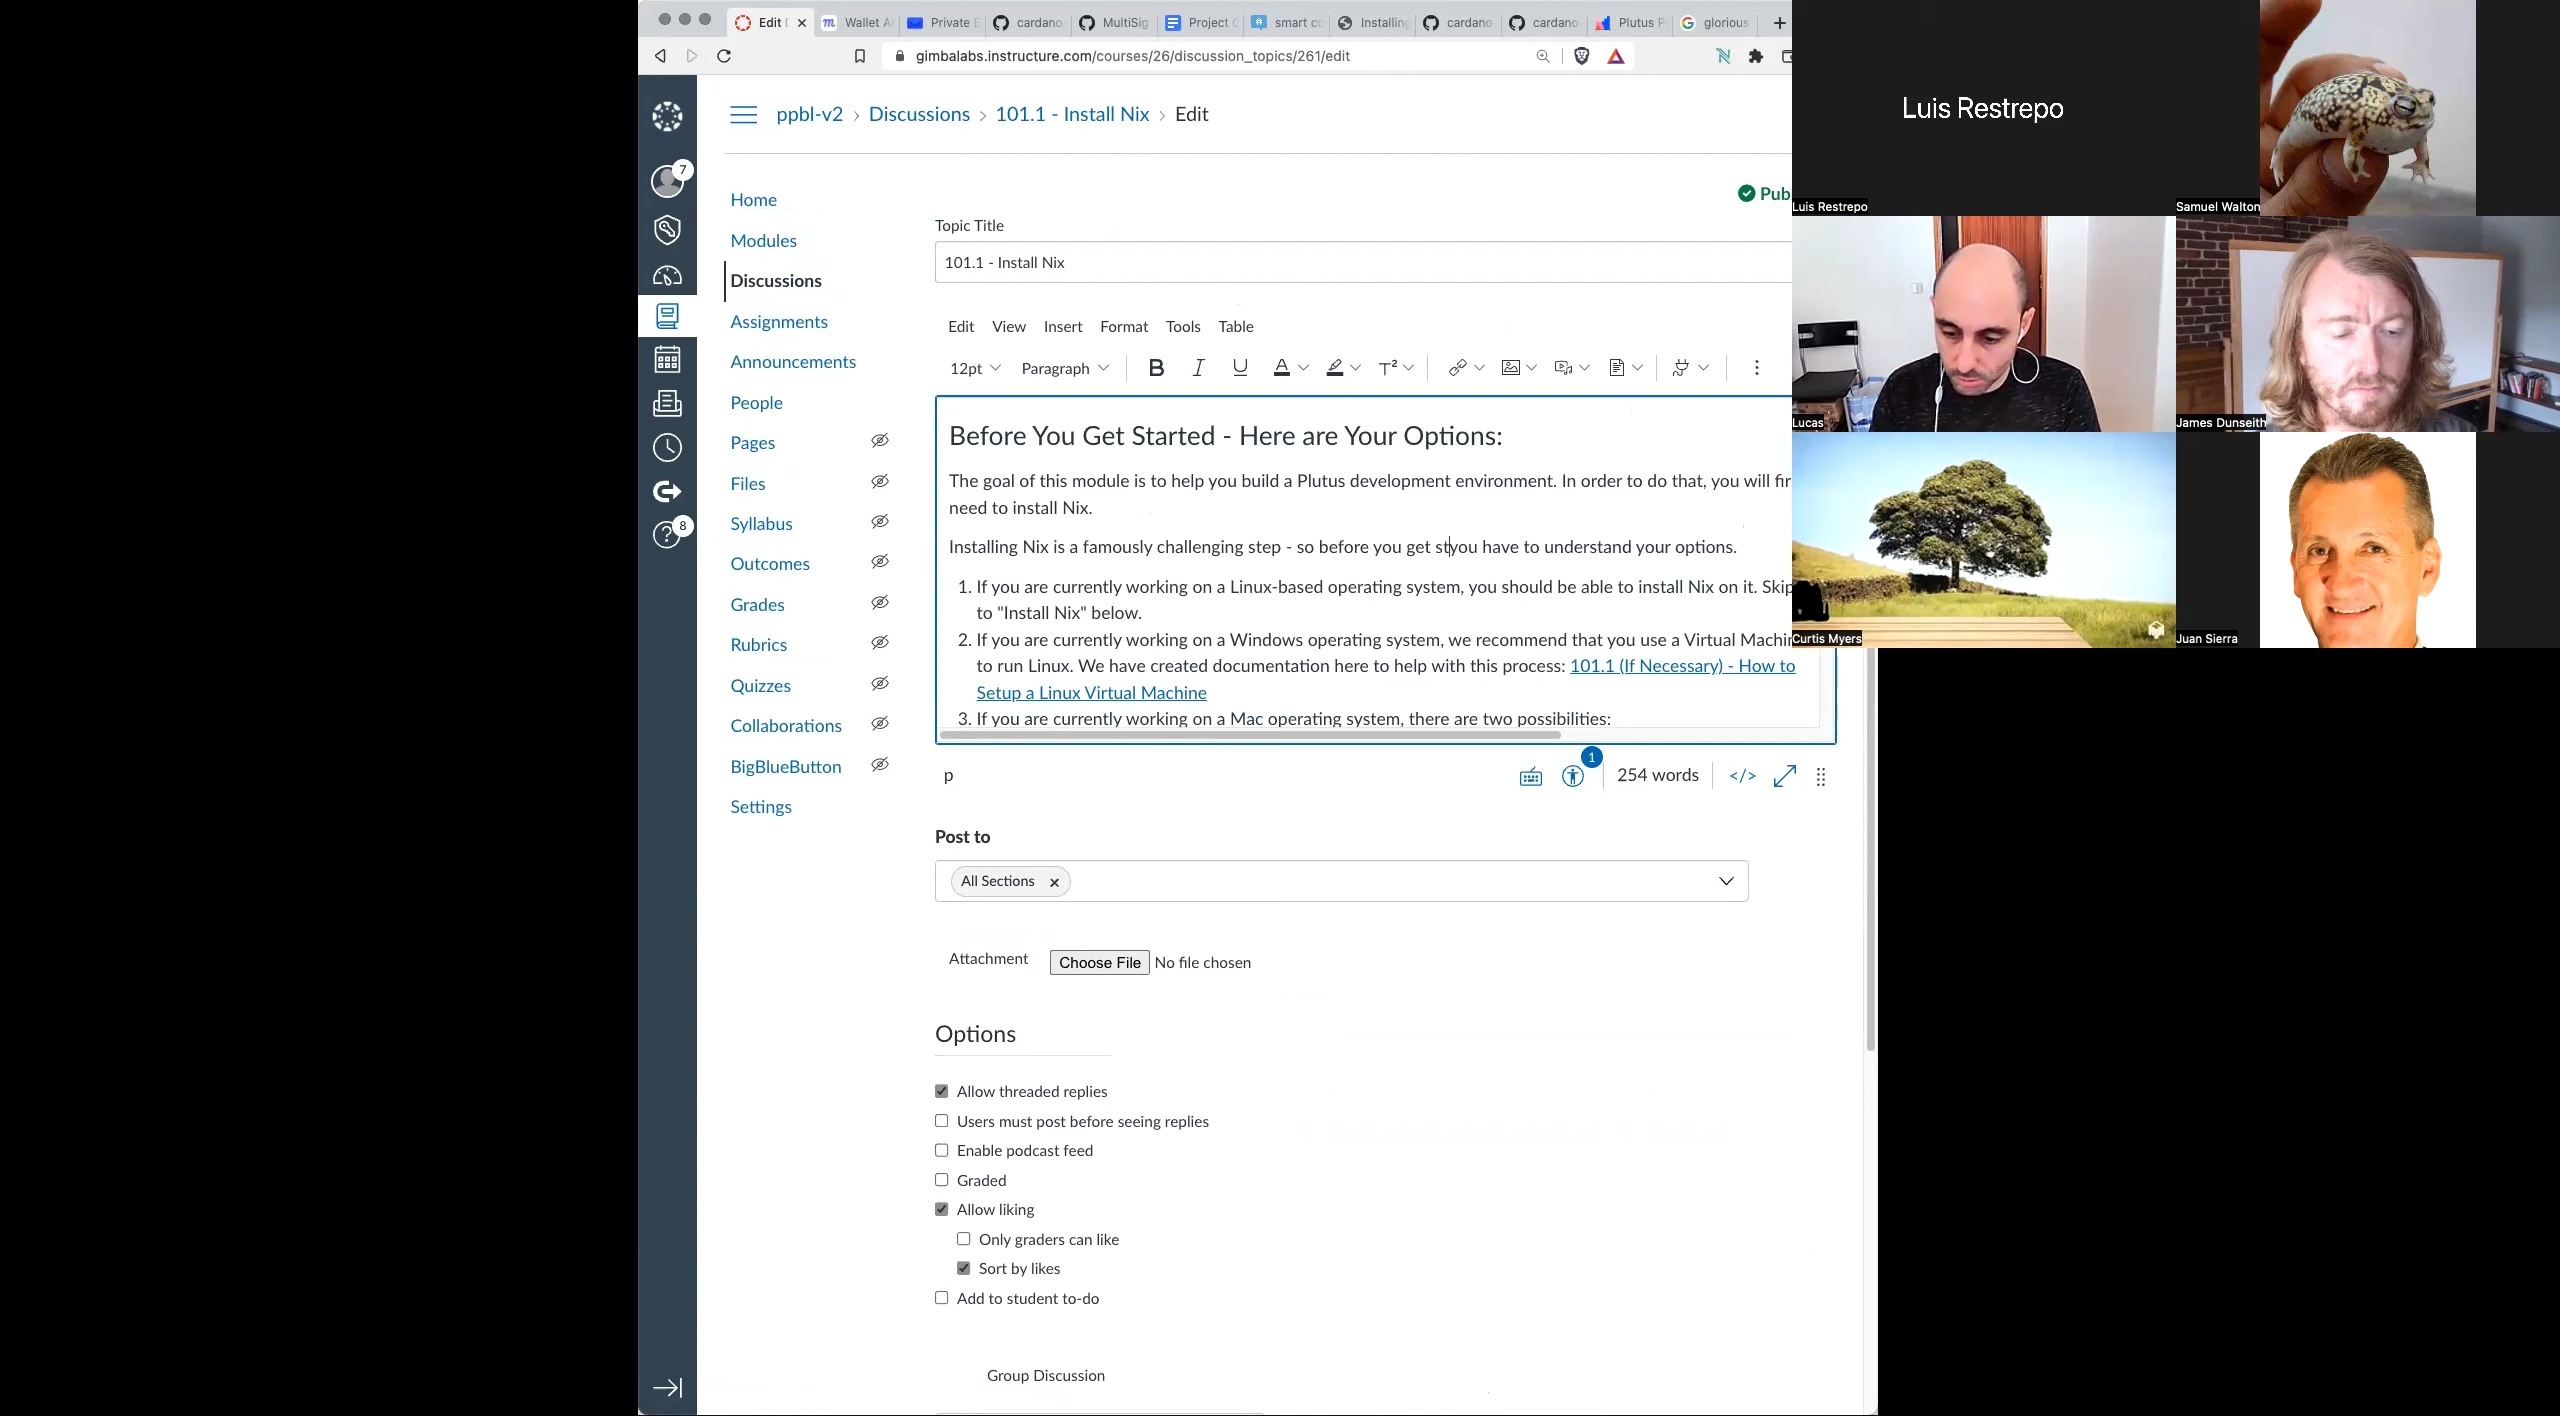 Edit
Wallet A
Private E
cardano
MultiSig
Project
smart co
Installing
cardano
cardano
Plutus P
glorious
gimbalabs.instructure.com/courses/26/discussion_topics/261/edit
ppbl-v2 › Discussions › 101.1 - Install Nix › Edit
7
8
Home
Modules
Discussions
Assignments
Announcements
People
Pages
Files
Syllabus
Outcomes
Grades
Rubrics
Quizzes
Collaborations
BigBlueButton
Settings
Pub
Topic Title
101.1 - Install Nix
Edit View Insert Format Tools Table
12pt Paragraph B I U A T²
Before You Get Started - Here are Your Options:
The goal of this module is to help you build a Plutus development environment. In order to do that, you will fir
need to install Nix.
Installing Nix is a famously challenging step - so before you get styou have to understand your options.
1. If you are currently working on a Linux-based operating system, you should be able to install Nix on it. Skip
to "Install Nix" below.
2. If you are currently working on a Windows operating system, we recommend that you use a Virtual Machin
to run Linux. We have created documentation here to help with this process: 101.1 (If Necessary) - How to
Setup a Linux Virtual Machine
3. If you are currently working on a Mac operating system, there are two possibilities:
p
1
254 words
</>
Post to
All Sections ×
Attachment Choose File No file chosen
Options
Allow threaded replies
Users must post before seeing replies
Enable podcast feed
Graded
Allow liking
Only graders can like
Sort by likes
Add to student to-do
Group Discussion
Luis Restrepo
Luis Restrepo
Samuel Walton
Lucas
James Dunseith
Curtis Myers
Juan Sierra